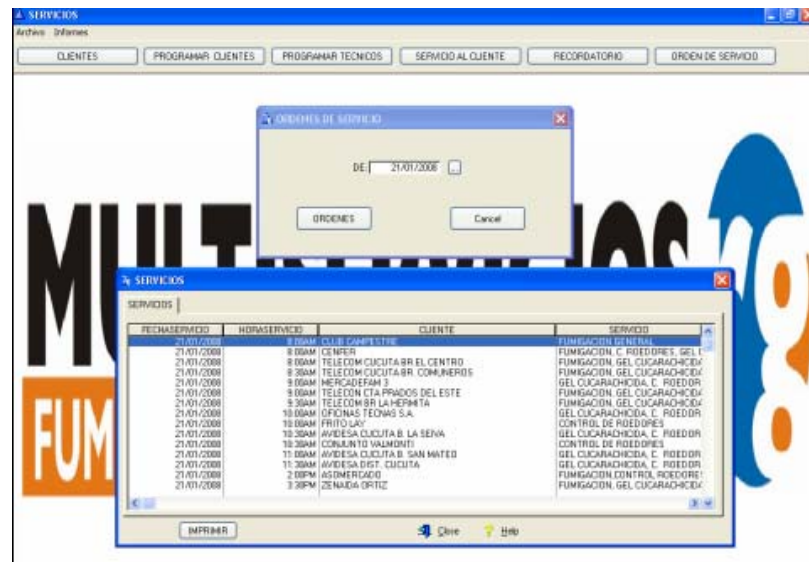 SERVICIOS
Archivo Informes
CLIENTES PROGRAMAR CLIENTES PROGRAMAR TECNICOS SERVICIO AL CLIENTE RECORDATORIO ORDEN DE SERVICIO
ORDENES DE SERVICIO
DE: 21/01/2008 ...
ORDENES Cancel
FUM
SERVICIOS
SERVICIOS
FECHASERVICIO HORASERVICIO CLIENTE SERVICIO
21/01/2008 8:00AM CLUB CAMPESTRE FUMIGACION GENERAL
21/01/2008 8:00AM CENFER FUMIGACION, C. ROEDORES, GEL C
21/01/2008 8:00AM TELECOM CUCUTA BR.EL CENTRO FUMIGACION, GEL CUCARACHICIDA
21/01/2008 8:30AM TELECOM CUCUTA BR. COMUNEROS FUMIGACION, GEL CUCARACHICIDA
21/01/2008 9:00AM MERCADEFAM 3 GEL CUCARACHICIDA, C. ROEDOR
21/01/2008 9:00AM TELECON CTA PRADOS DEL ESTE FUMIGACION, GEL CUCARACHICIDA
21/01/2008 9:30AM TELECOM BR LA HERMITA FUMIGACION, GEL CUCARACHICIDA
21/01/2008 10:00AM OFICINAS TECNAS S.A. GEL CUCARACHICIDA, C. ROEDOR
21/01/2008 10:00AM FRITO LAY CONTROL DE ROEDORES
21/01/2008 10:30AM AVIDESA CUCUTA B. LA SELVA GEL CUCARACHICIDA, C. ROEDOR
21/01/2008 10:30AM CONJUNTO VALMONTI CONTROL DE ROEDORES
21/01/2008 11:00AM AVIDESA CUCUTA B. SAN MATEO GEL CUCARACHICIDA, C. ROEDOR
21/01/2008 11:30AM AVIDESA DIST. CUCUTA GEL CUCARACHICIDA, C. ROEDOR
21/01/2008 2:00PM ASOMERCADO FUMIGACION,CONTROL ROEDORES
21/01/2008 3:30PM ZENAIDA ORTIZ FUMIGACION, GEL CUCARACHICIDA
IMPRIMIR Close Help